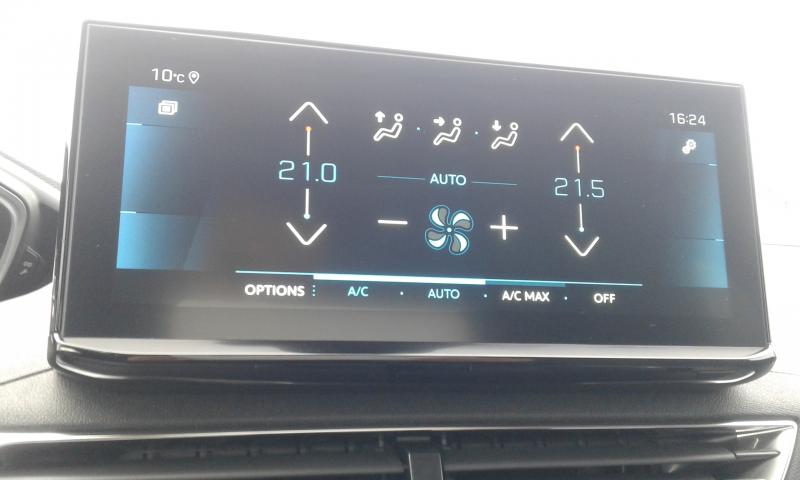 10°C
16:24
21.0
AUTO
21.5
OPTIONS A/C AUTO A/C MAX OFF